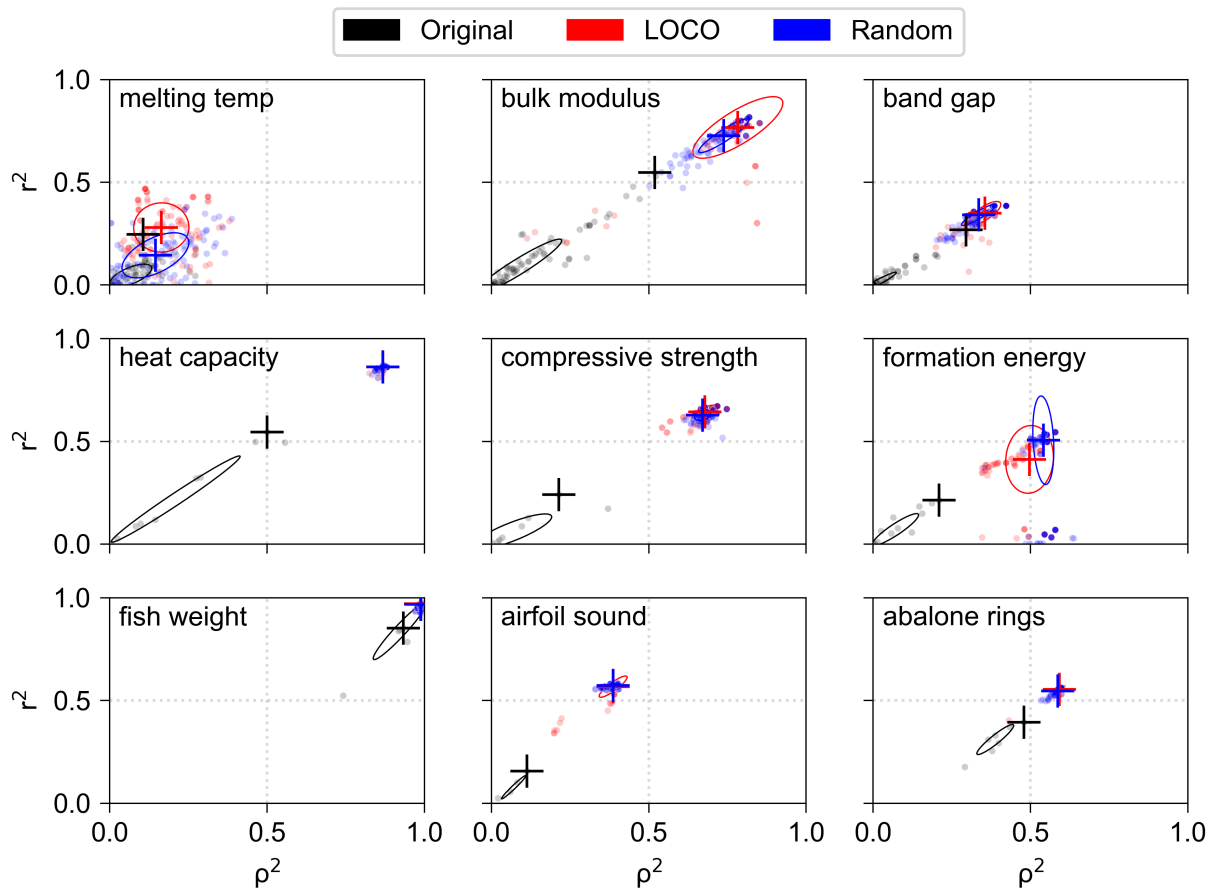 Original LOCO Random
melting temp bulk modulus band gap
1.0
r²
0.5
0.0
heat capacity compressive strength formation energy
1.0
r²
0.5
0.0
fish weight airfoil sound abalone rings
1.0
r²
0.5
0.0
0.0 0.5 1.0 0.0 0.5 1.0 0.0 0.5 1.0
ρ² ρ² ρ²